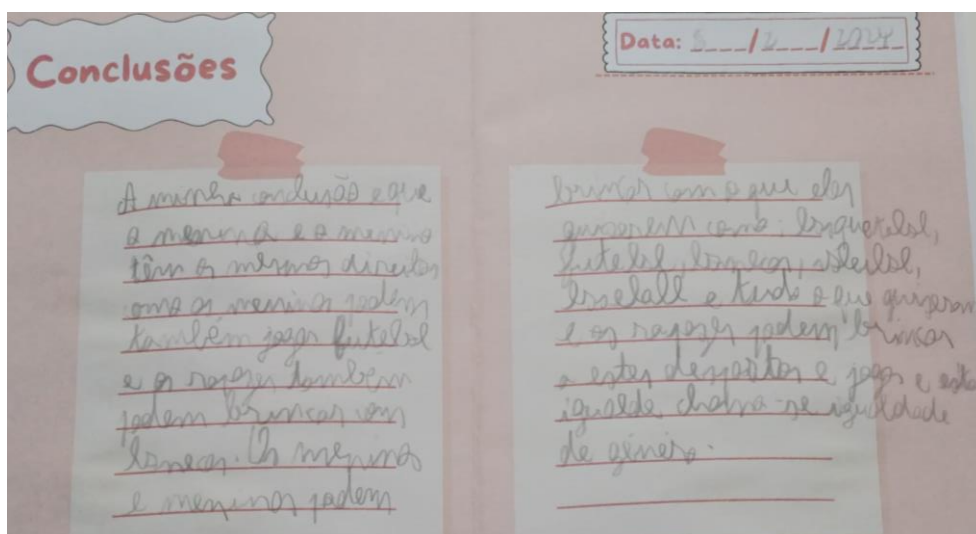 Conclusões
Data: 5/2/2024
A minha conclusão e que
a menina e o menino
têm os mesmos direitos
omo as meninas podem
também jogar futebol
e os rapazes também
podem brincar com
bonecas. Os meninos
e meninas podem
brincar com o que eles
quiserem como: basquetebol,
futebol, bonecas, voleibol,
baseball e tudo o que quiseram
e os rapazes podem brincar
a estes desportos e jogos e esta
igualde chama-se igualdade
de género.